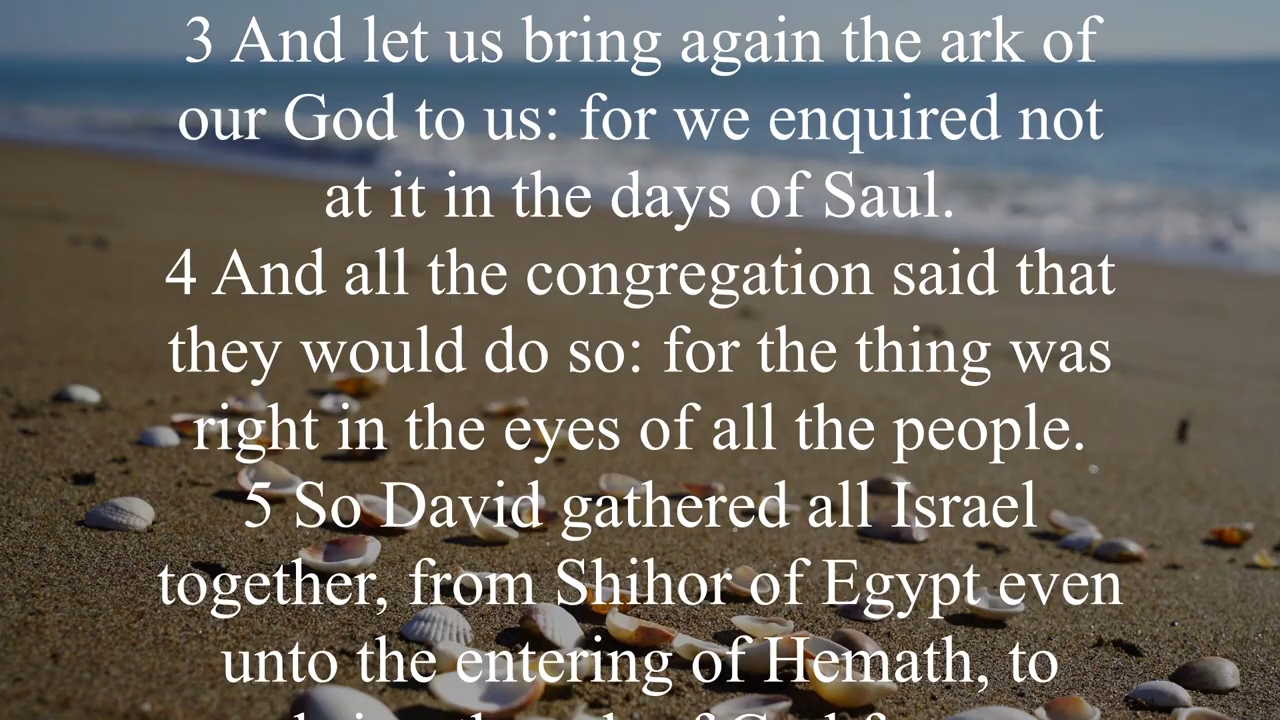 3 And let us bring again the ark of
our God to us: for we enquired not
at it in the days of Saul.
4 And all the congregation said that
they would do so: for the thing was
right in the eyes of all the people.
5 So David gathered all Israel
together, from Shihor of Egypt even
unto the entering of Hemath, to